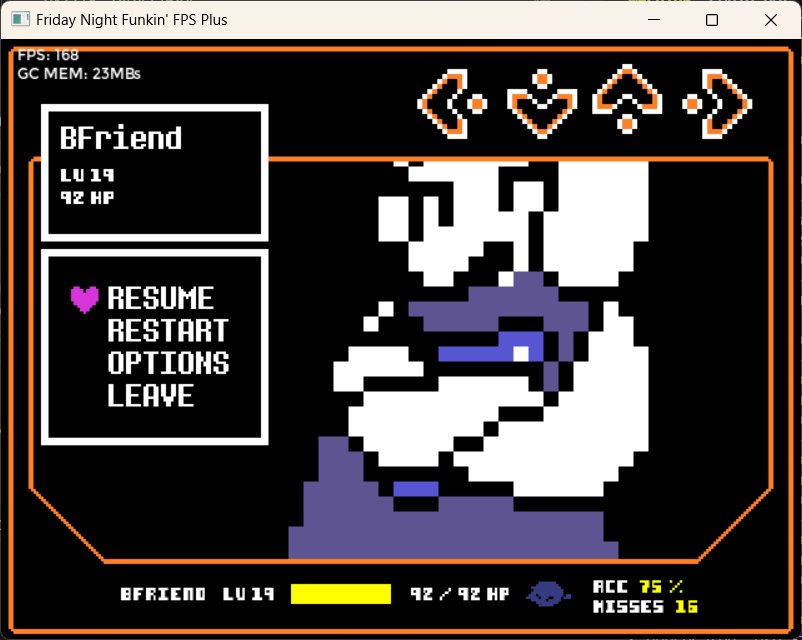 Friday Night Funkin' FPS Plus
FPS: 168
GC MEM: 23MBs
BFriend
LV 19
92 HP
RESUME
RESTART
OPTIONS
LEAVE
BFRIEND LV 19 92 / 92 HP ACC 75 %
MISSES 16